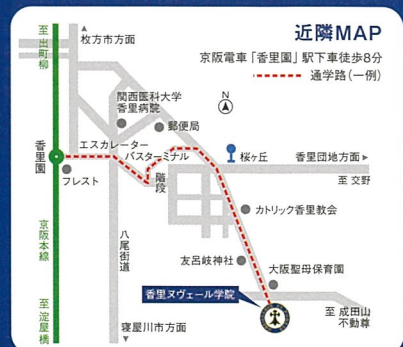 近隣MAP
京阪電車「香里園」駅下車徒歩8分
通学路(一例)
至出町柳
枚方市方面
N
関西医科大学
香里病院
郵便局
香里園
エスカレーター
バスターミナル
階段
桜ヶ丘
香里団地方面
至 交野
フレスト
カトリック香里教会
京阪本線
八尾街道
友呂岐神社
大阪聖母保育園
香里ヌヴェール学院
至淀屋橋
至 成田山
不動尊
寝屋川市方面